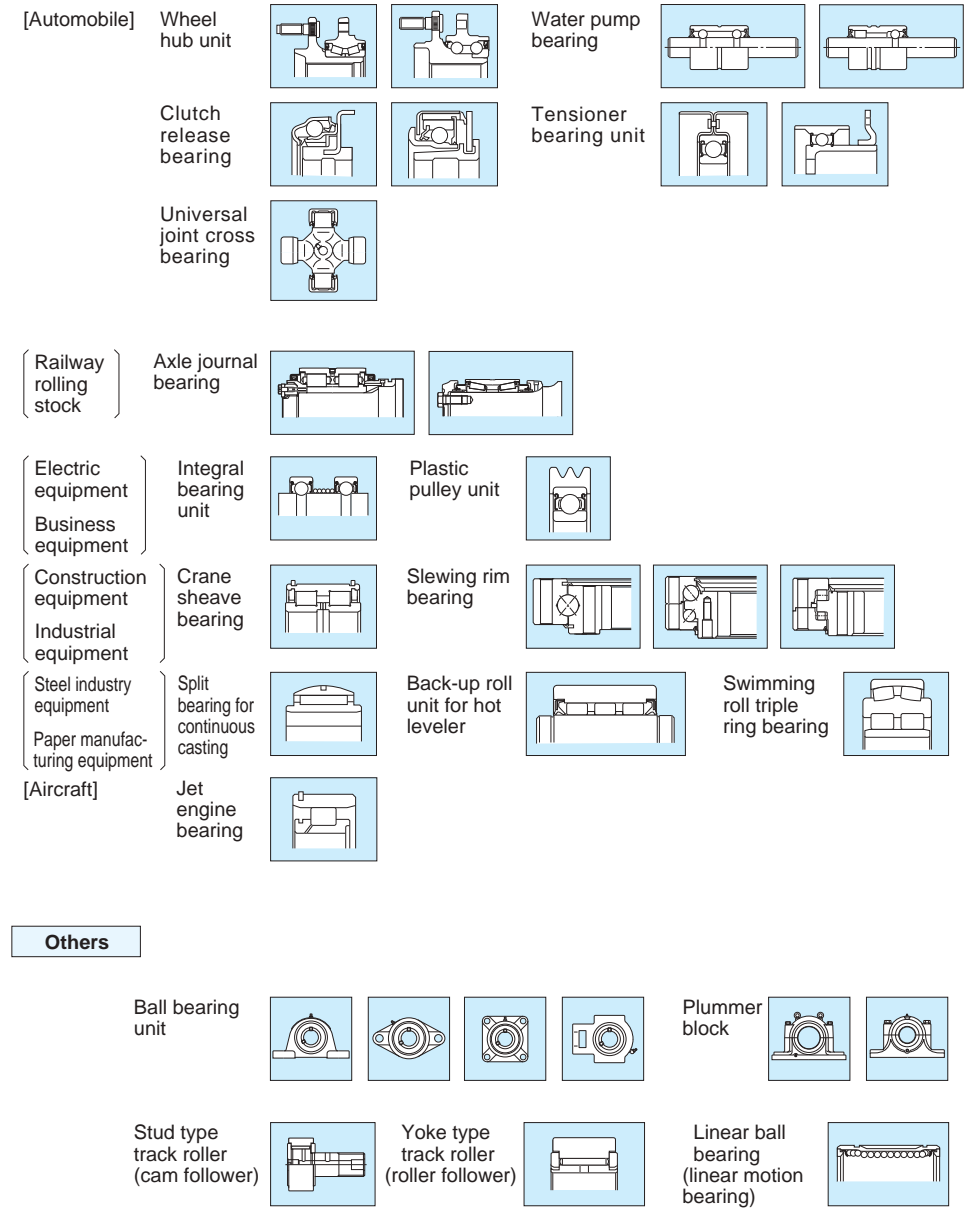 [Automobile]
Wheel
hub unit
Water pump
bearing
Clutch
release
bearing
Tensioner
bearing unit
Universal
joint cross
bearing
Railway
rolling
stock
Axle journal
bearing
Electric
equipment
Business
equipment
Integral
bearing
unit
Plastic
pulley unit
Construction
equipment
Industrial
equipment
Crane
sheave
bearing
Slewing rim
bearing
Steel industry
equipment
Paper manufac-
turing equipment
Split
bearing for
continuous
casting
Back-up roll
unit for hot
leveler
Swimming
roll triple
ring bearing
[Aircraft]
Jet
engine
bearing
Others
Ball bearing
unit
Plummer
block
Stud type
track roller
(cam follower)
Yoke type
track roller
(roller follower)
Linear ball
bearing
(linear motion
bearing)